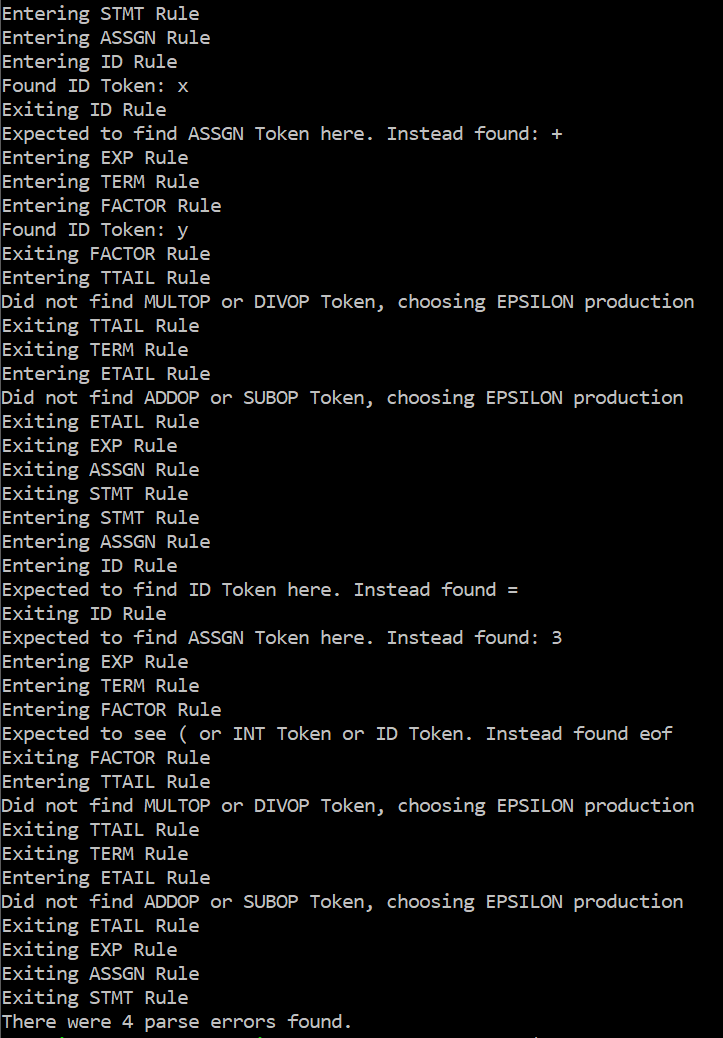 Entering STMT Rule
Entering ASSGN Rule
Entering ID Rule
Found ID Token: x
Exiting ID Rule
Expected to find ASSGN Token here. Instead found: +
Entering EXP Rule
Entering TERM Rule
Entering FACTOR Rule
Found ID Token: y
Exiting FACTOR Rule
Entering TTAIL Rule
Did not find MULTOP or DIVOP Token, choosing EPSILON production
Exiting TTAIL Rule
Exiting TERM Rule
Entering ETAIL Rule
Did not find ADDOP or SUBOP Token, choosing EPSILON production
Exiting ETAIL Rule
Exiting EXP Rule
Exiting ASSGN Rule
Exiting STMT Rule
Entering STMT Rule
Entering ASSGN Rule
Entering ID Rule
Expected to find ID Token here. Instead found =
Exiting ID Rule
Expected to find ASSGN Token here. Instead found: 3
Entering EXP Rule
Entering TERM Rule
Entering FACTOR Rule
Expected to see ( or INT Token or ID Token. Instead found eof
Exiting FACTOR Rule
Entering TTAIL Rule
Did not find MULTOP or DIVOP Token, choosing EPSILON production
Exiting TTAIL Rule
Exiting TERM Rule
Entering ETAIL Rule
Did not find ADDOP or SUBOP Token, choosing EPSILON production
Exiting ETAIL Rule
Exiting EXP Rule
Exiting ASSGN Rule
Exiting STMT Rule
There were 4 parse errors found.